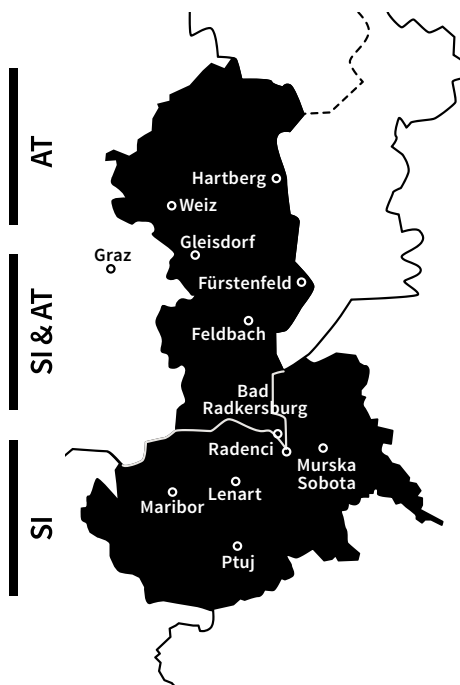 AT
Hartberg
Weiz
Gleisdorf
Graz
SI & AT
Fürstenfeld
Feldbach
Bad
Radkersburg
Radenci
Murska
Sobota
SI
Lenart
Maribor
Ptuj